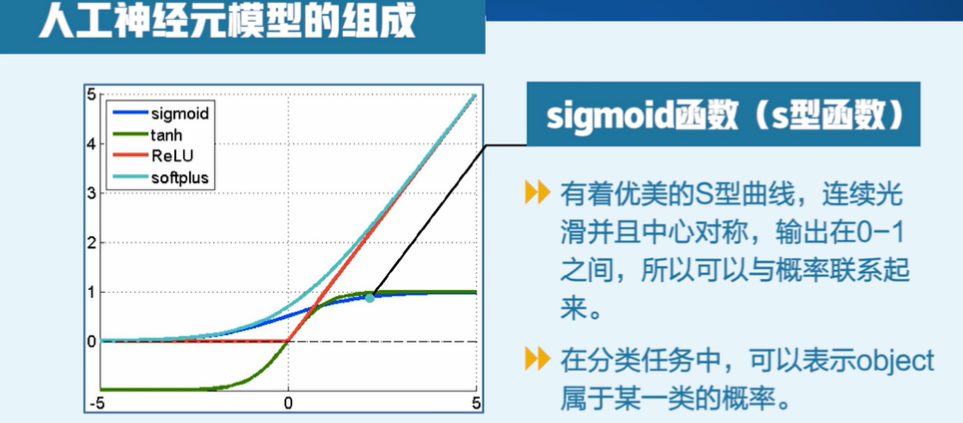 人工神经元模型的组成
5
4
3
2
1
0
-5
0
5
sigmoid
tanh
ReLU
softplus
sigmoid函数（s型函数）
有着优美的S型曲线，连续光
滑并且中心对称，输出在0-1
之间，所以可以与概率联系起
来。
在分类任务中，可以表示object
属于某一类的概率。